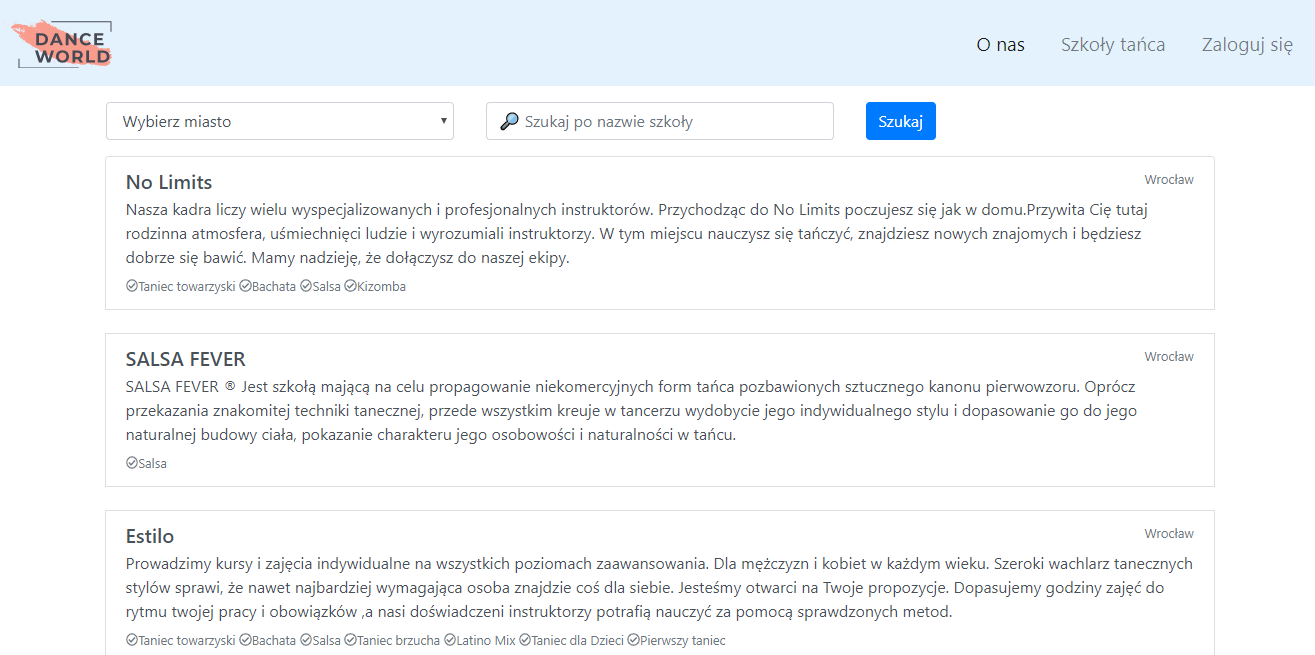 DANCE
WORLD
O nas Szkoły tańca Zaloguj się
Wybierz miasto Szukaj po nazwie szkoły Szukaj
No Limits Wrocław
Nasza kadra liczy wielu wyspecjalizowanych i profesjonalnych instruktorów. Przychodząc do No Limits poczujesz się jak w domu.Przywita Cię tutaj
rodzinna atmosfera, uśmiechnięci ludzie i wyrozumiali instruktorzy. W tym miejscu nauczysz się tańczyć, znajdziesz nowych znajomych i będziesz
dobrze się bawić. Mamy nadzieję, że dołączysz do naszej ekipy.
Taniec towarzyski Bachata Salsa Kizomba
SALSA FEVER Wrocław
SALSA FEVER ® Jest szkołą mającą na celu propagowanie niekomercyjnych form tańca pozbawionych sztucznego kanonu pierwowzoru. Oprócz
przekazania znakomitej techniki tanecznej, przede wszystkim kreuje w tancerzu wydobycie jego indywidualnego stylu i dopasowanie go do jego
naturalnej budowy ciała, pokazanie charakteru jego osobowości i naturalności w tańcu.
Salsa
Estilo Wrocław
Prowadzimy kursy i zajęcia indywidualne na wszystkich poziomach zaawansowania. Dla mężczyzn i kobiet w każdym wieku. Szeroki wachlarz tanecznych
stylów sprawi, że nawet najbardziej wymagająca osoba znajdzie coś dla siebie. Jesteśmy otwarci na Twoje propozycje. Dopasujemy godziny zajęć do
rytmu twojej pracy i obowiązków ,a nasi doświadczeni instruktorzy potrafią nauczyć za pomocą sprawdzonych metod.
Taniec towarzyski Bachata Salsa Taniec brzucha Latino Mix Taniec dla Dzieci Pierwszy taniec